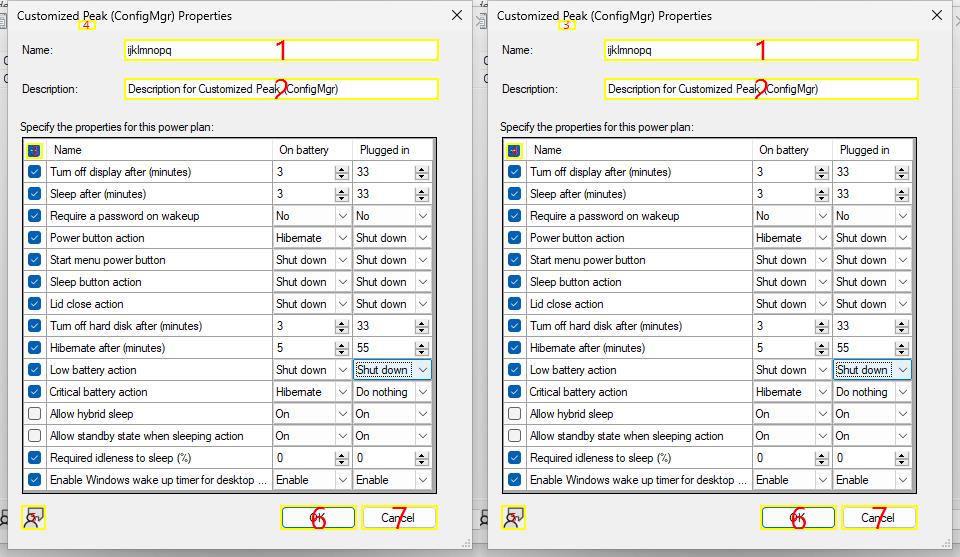 Customized Peak (ConfigMgr) Properties
4
Name: ijklmnopq 1
Description: Description for Customized Peak (ConfigMgr) 2
Specify the properties for this power plan:
Name On battery Plugged in
Turn off display after (minutes) 3 33
Sleep after (minutes) 3 33
Require a password on wakeup No No
Power button action Hibernate Shut down
Start menu power button Shut down Shut down
Sleep button action Shut down Shut down
Lid close action Shut down Shut down
Turn off hard disk after (minutes) 3 33
Hibernate after (minutes) 5 55
Low battery action Shut down Shut down
Critical battery action Hibernate Do nothing
Allow hybrid sleep On On
Allow standby state when sleeping action On On
Required idleness to sleep (%) 0 0
Enable Windows wake up timer for desktop ... Enable Enable
OK 6 Cancel 7
Customized Peak (ConfigMgr) Properties
3
Name: ijklmnopq 1
Description: Description for Customized Peak (ConfigMgr) 2
Specify the properties for this power plan:
Name On battery Plugged in
Turn off display after (minutes) 3 33
Sleep after (minutes) 3 33
Require a password on wakeup No No
Power button action Hibernate Shut down
Start menu power button Shut down Shut down
Sleep button action Shut down Shut down
Lid close action Shut down Shut down
Turn off hard disk after (minutes) 3 33
Hibernate after (minutes) 5 55
Low battery action Shut down Shut down
Critical battery action Hibernate Do nothing
Allow hybrid sleep On On
Allow standby state when sleeping action On On
Required idleness to sleep (%) 0 0
Enable Windows wake up timer for desktop ... Enable Enable
OK 6 Cancel 7